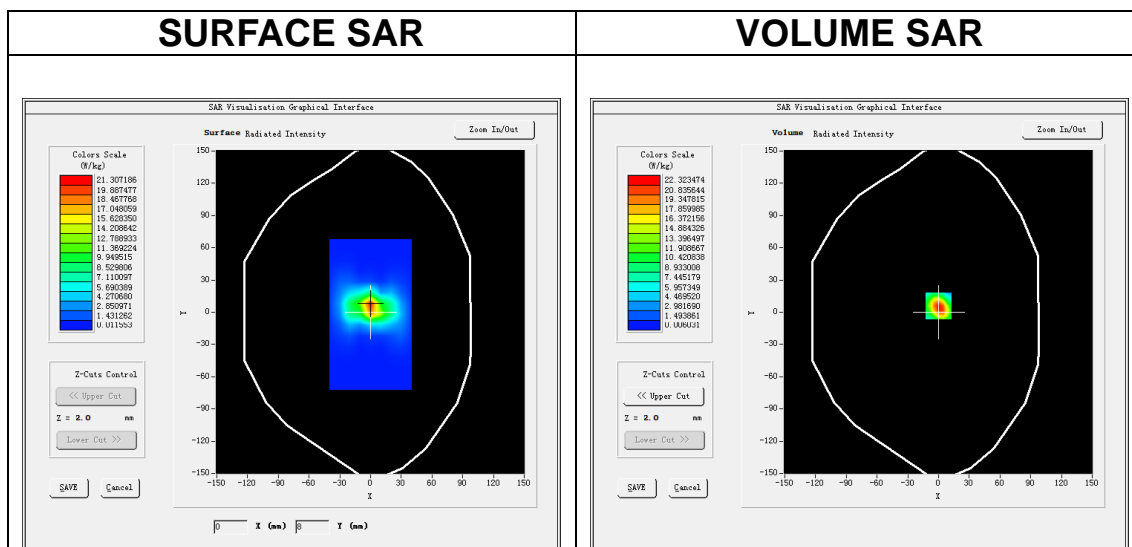 SURFACE SAR
SAR Visualisation Graphical Interface
Surface Radiated Intensity
Zoom In/Out
Colors Scale
(W/kg)
21.307186
19.887477
18.467768
17.048059
15.628350
14.208642
12.788933
11.369224
9.949515
8.529806
7.110097
5.690389
4.270680
2.850971
1.431262
0.011553
150
120
90
60
30
0
-30
-60
-90
-120
-150
Y
-150 -120 -90 -60 -30 0 30 60 90 120 150
X
Z-Cuts Control
<< Upper Cut
Z = 2.0 mm
Lower Cut >>
SAVE Cancel
0 X (mm) 8 Y (mm)
VOLUME SAR
SAR Visualisation Graphical Interface
Volume Radiated Intensity
Zoom In/Out
Colors Scale
(W/kg)
22.323474
20.835644
19.347815
17.859985
16.372156
14.884326
13.396497
11.908667
10.420838
8.933008
7.445179
5.957349
4.469520
2.981690
1.493861
0.006031
150
120
90
60
30
0
-30
-60
-90
-120
-150
Y
-150 -120 -90 -60 -30 0 30 60 90 120 150
X
Z-Cuts Control
<< Upper Cut
Z = 2.0 mm
Lower Cut >>
SAVE Cancel